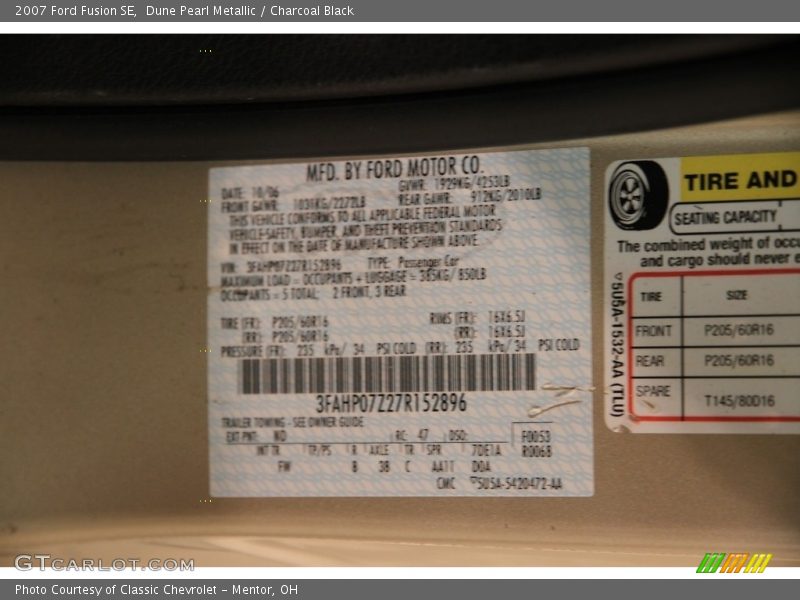 2007 Ford Fusion SE, Dune Pearl Metallic / Charcoal Black
MFD. BY FORD MOTOR CO.
DATE: 10/06 GVWR: 1929KG/4253LB
FRONT GAWR: 1031KG/2272LB REAR GAWR: 912KG/2010LB
THIS VEHICLE CONFORMS TO ALL APPLICABLE FEDERAL MOTOR
VEHICLE SAFETY, BUMPER, AND THEFT PREVENTION STANDARDS
IN EFFECT ON THE DATE OF MANUFACTURE SHOWN ABOVE.
VIN: 3FAHP07Z27R152896 TYPE: Passenger Car
MAXIMUM LOAD = OCCUPANTS + LUGGAGE = 385KG/ 850LB
OCCUPANTS = 5 TOTAL; 2 FRONT, 3 REAR
TIRE (FR): P205/60R16 RIMS (FR): 16X6.5J
(RR): P205/60R16 (RR): 16X6.5J
PRESSURE (FR): 235 kPa/ 34 PSI COLD (RR): 235 kPa/ 34 PSI COLD
3FAHP07Z27R152896
TRAILER TOWING - SEE OWNER GUIDE
EXT PNT: ND RC: 47 DSO: F0053
INT TR TP/PS R AXLE TR SPR 7DE1A R0068
FW B 38 C AA11 DDA
CMC 5U5A-5420472-AA
TIRE AND
SEATING CAPACITY
The combined weight of occu
and cargo should never e
TIRE SIZE
FRONT P205/60R16
REAR P205/60R16
SPARE T145/80D16
5U5A-1532-AA (TLU)
GTCARLOT.COM
Photo Courtesy of Classic Chevrolet - Mentor, OH